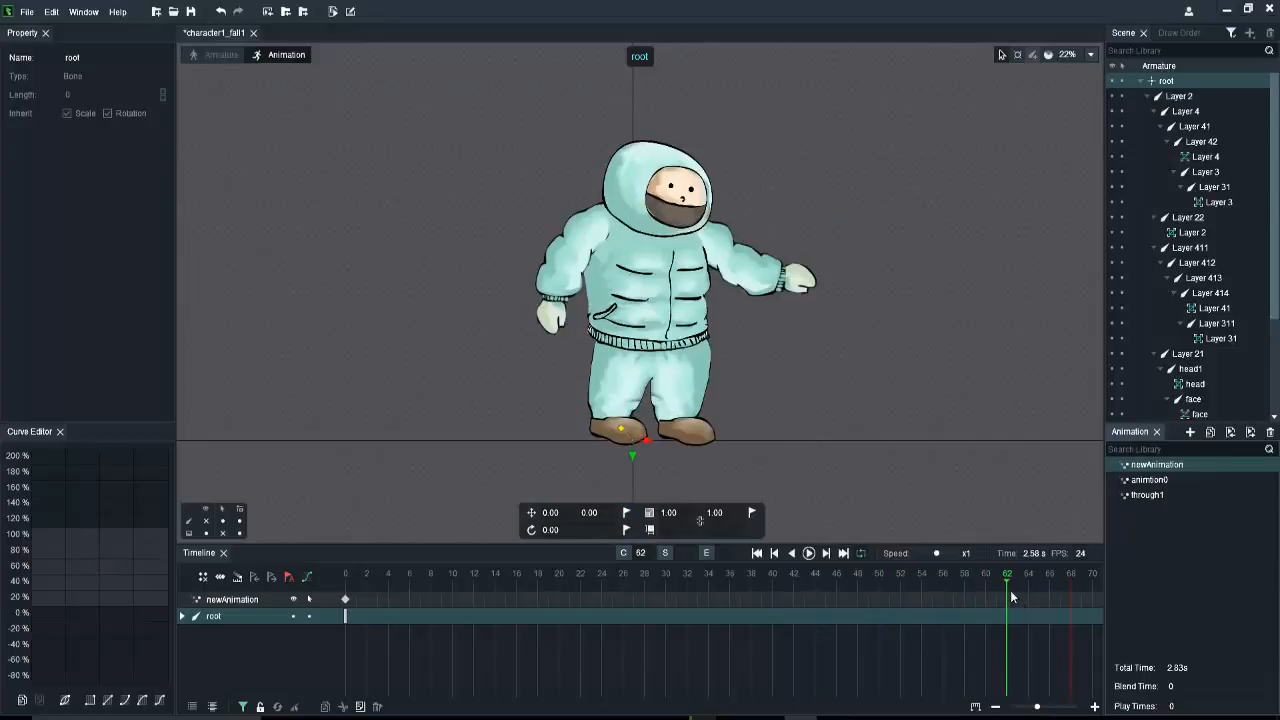 File Edit Window Help
Property
*character1_fall1
Scene Draw Order
Armature Animation
root
22%
Search Library
Name: root
Type: Bone
Length: 0
Inherit Scale Rotation
Armature
root
Layer 2
Layer 4
Layer 41
Layer 42
Layer 4
Layer 3
Layer 31
Layer 3
Layer 22
Layer 2
Layer 411
Layer 412
Layer 413
Layer 414
Layer 41
Layer 311
Layer 31
Layer 21
head1
head
face
face
Curve Editor
200 %
180 %
160 %
140 %
120 %
100 %
80 %
60 %
40 %
20 %
0 %
-20 %
-40 %
-60 %
-80 %
Animation
Search Library
newAnimation
animtion0
through1
0.00 0.00 1.00 1.00
0.00
Timeline
C 62 S E
Speed: x1
Time: 2.58 s FPS: 24
0 2 4 6 8 10 12 14 16 18 20 22 24 26 28 30 32 34 36 38 40 42 44 46 48 50 52 54 56 58 60 62 64 66 68 70
newAnimation
root
Total Time: 2.83s
Blend Time: 0
Play Times: 0